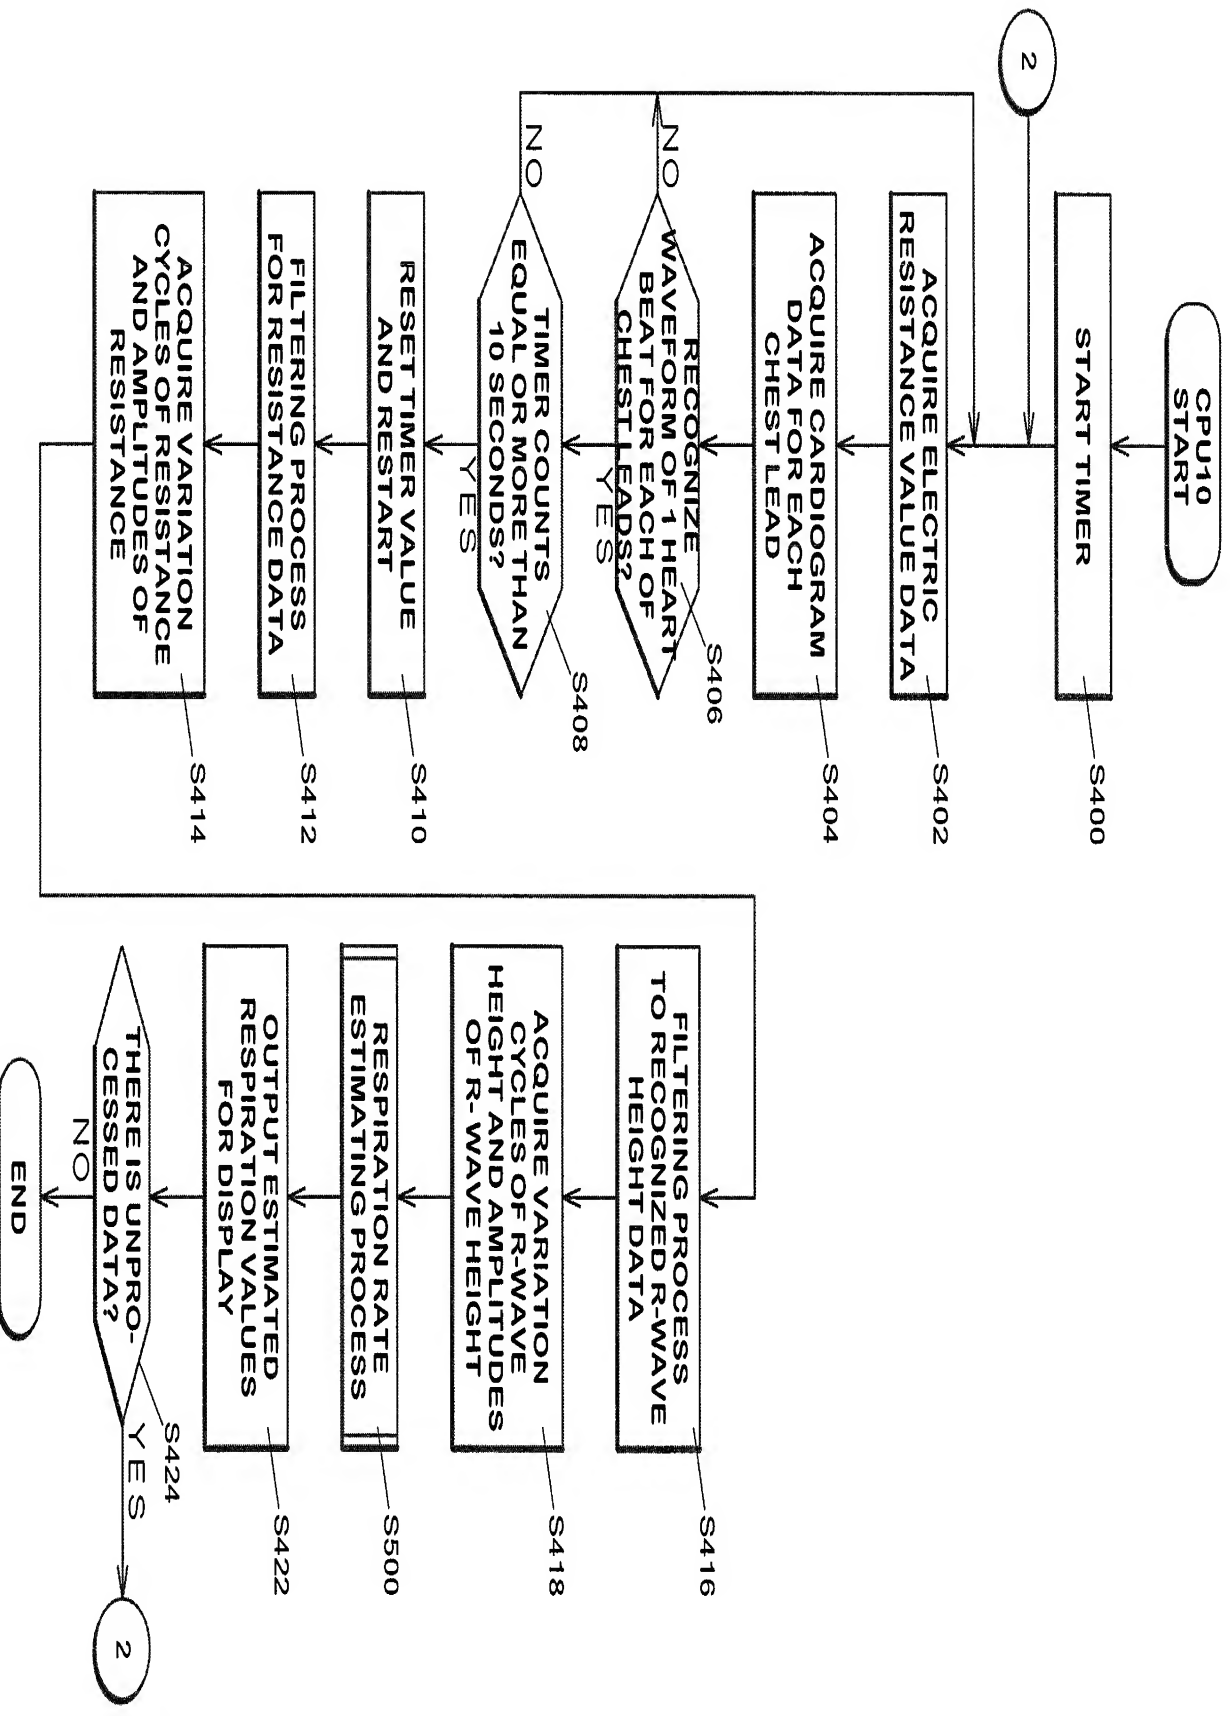 CPU10
START
START TIMER
S400
2
ACQUIRE ELECTRIC
RESISTANCE VALUE DATA
S402
ACQUIRE CARDIOGRAM
DATA FOR EACH
CHEST LEAD
S404
RECOGNIZE
WAVEFORM OF 1 HEART
BEAT FOR EACH OF
CHEST LEADS?
S406
NO
YES
TIMER COUNTS
EQUAL OR MORE THAN
10 SECONDS?
S408
NO
YES
RESET TIMER VALUE
AND RESTART
S410
FILTERING PROCESS
FOR RESISTANCE DATA
S412
ACQUIRE VARIATION
CYCLES OF RESISTANCE
AND AMPLITUDES OF
RESISTANCE
S414
FILTERING PROCESS
TO RECOGNIZED R-WAVE
HEIGHT DATA
S416
ACQUIRE VARIATION
CYCLES OF R-WAVE
HEIGHT AND AMPLITUDES
OF R- WAVE HEIGHT
S418
RESPIRATION RATE
ESTIMATING PROCESS
S500
OUTPUT ESTIMATED
RESPIRATION VALUES
FOR DISPLAY
S422
THERE IS UNPRO-
CESSED DATA?
S424
YES
2
NO
END